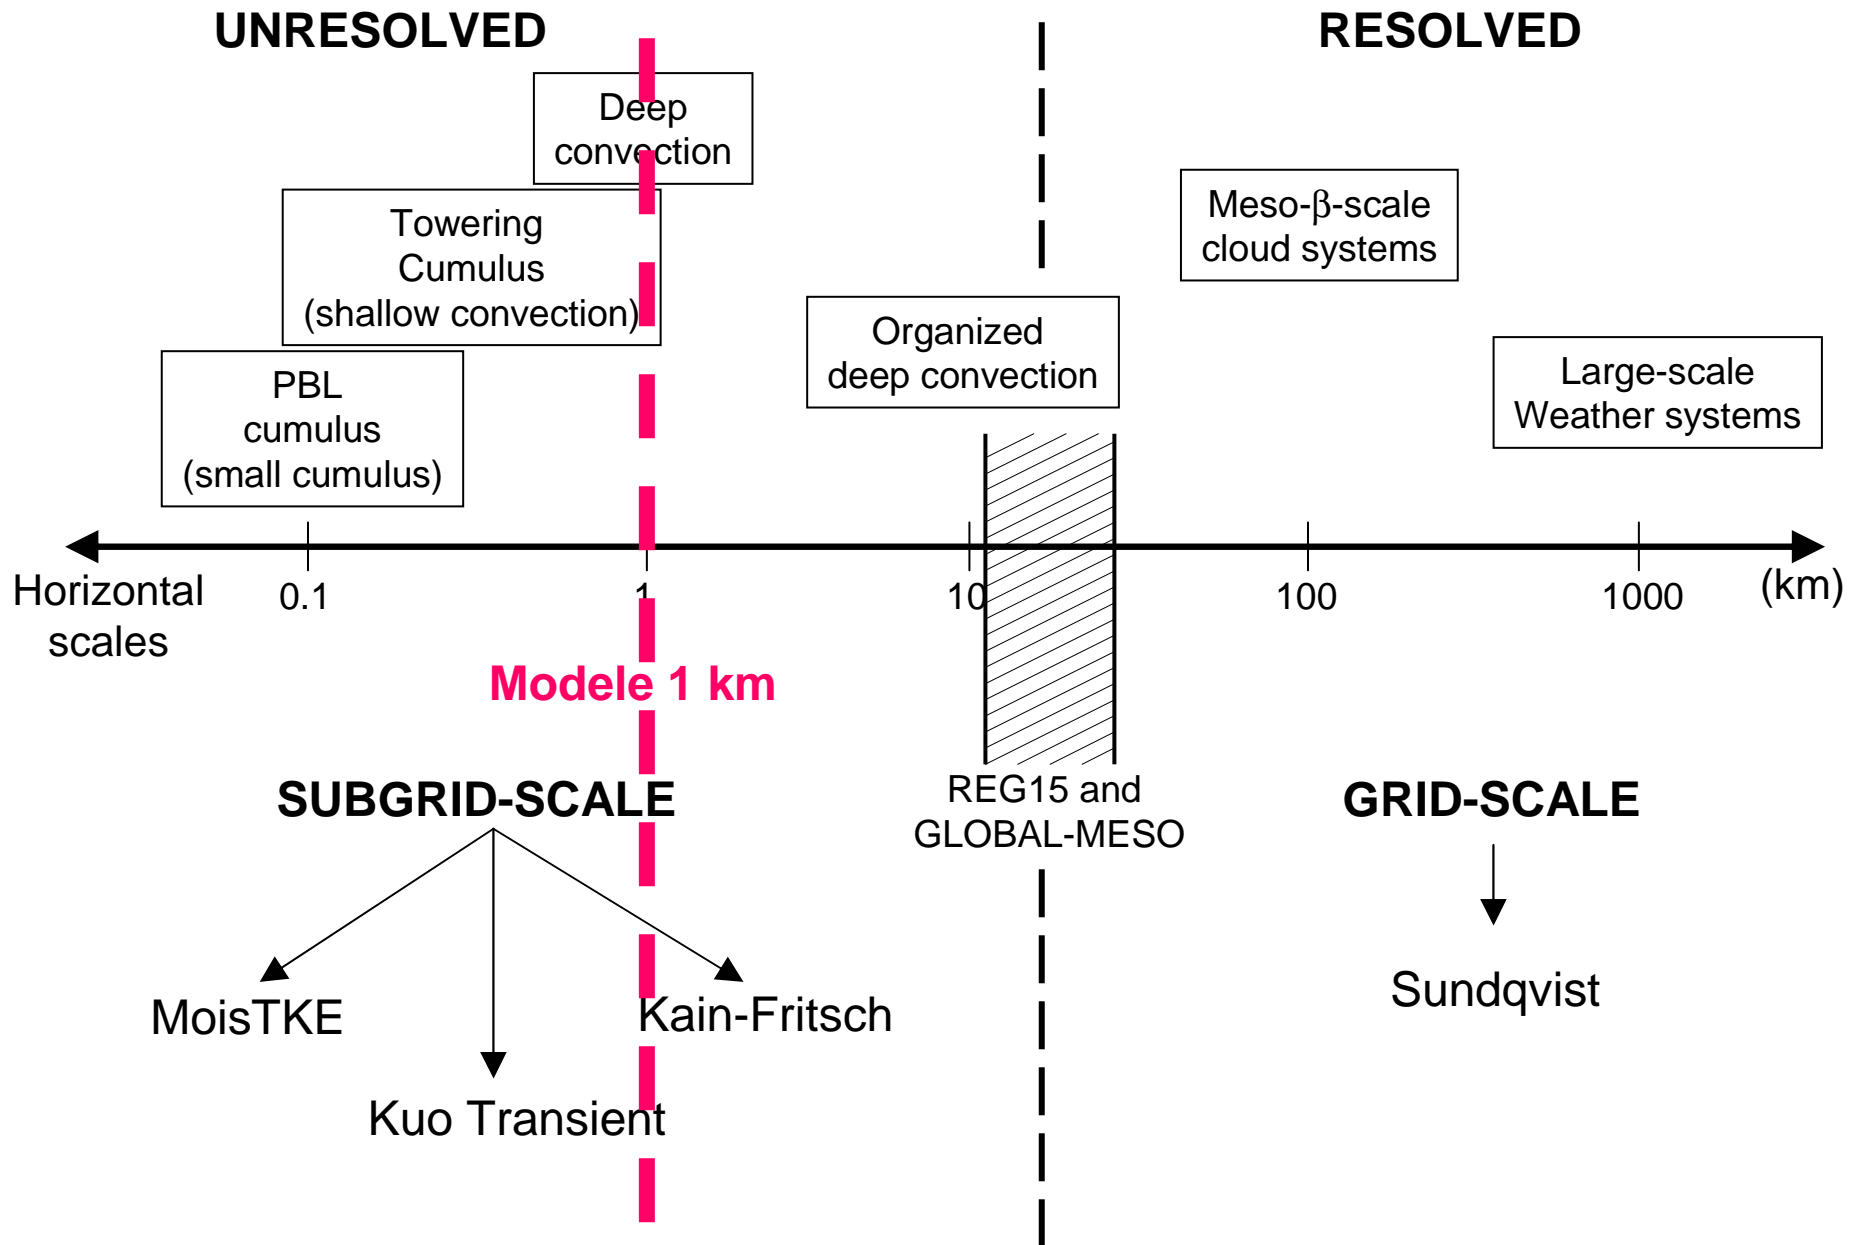 UNRESOLVED
RESOLVED
Deep
convection
Towering
Cumulus
(shallow convection)
Meso-β-scale
cloud systems
Organized
deep convection
PBL
cumulus
(small cumulus)
Large-scale
Weather systems
Horizontal
scales
0.1
1
10
100
1000
(km)
Modele 1 km
SUBGRID-SCALE
REG15 and
GLOBAL-MESO
GRID-SCALE
MoisTKE
Kain-Fritsch
Sundqvist
Kuo Transient